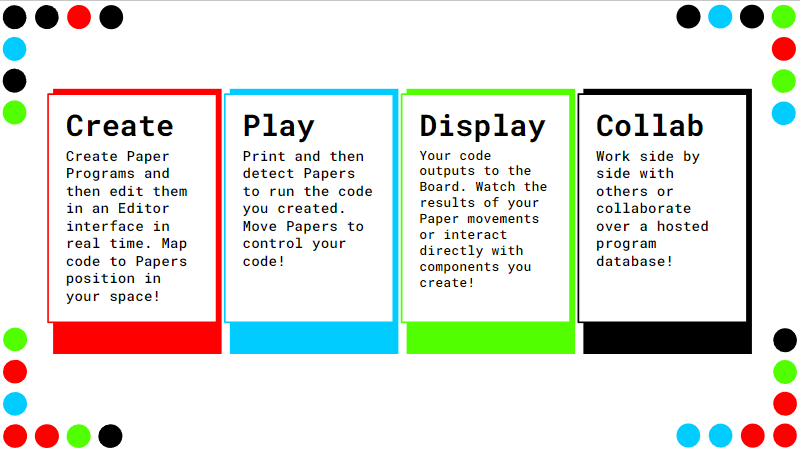 Create
Create Paper
Programs and
then edit them
in an Editor
interface in
real time. Map
code to Papers
position in
your space!
Play
Print and then
detect Papers
to run the code
you created.
Move Papers to
control your
code!
Display
Your code
outputs to the
Board. Watch the
results of your
Paper movements
or interact
directly with
components you
create!
Collab
Work side by
side with
others or
collaborate
over a hosted
program
database!